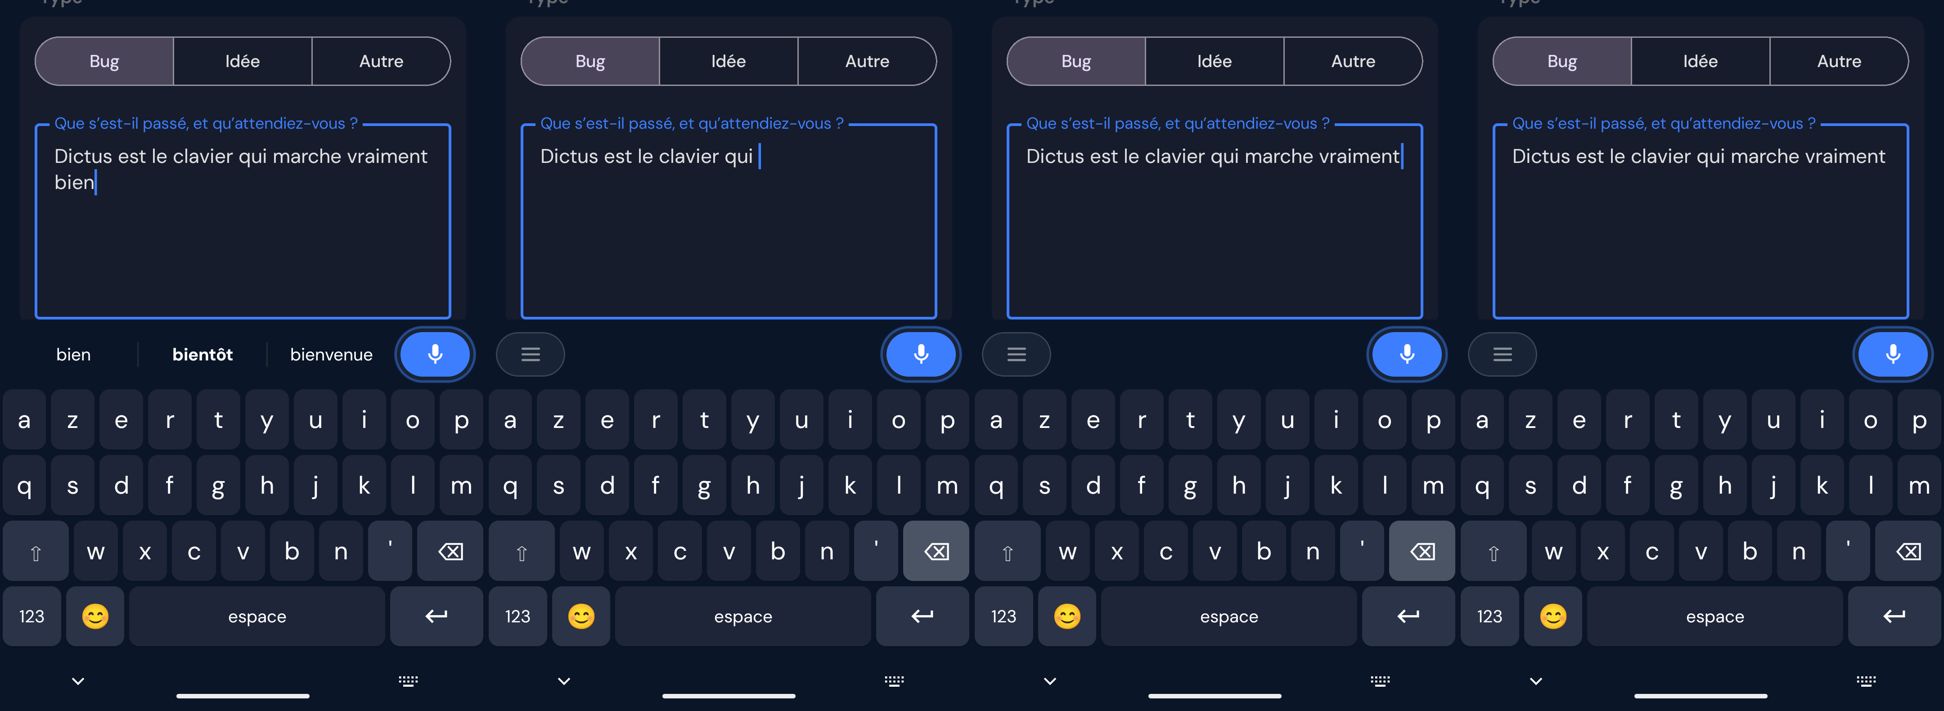 Type
Type
Type
Type
Bug
Idée
Autre
Bug
Idée
Autre
Bug
Idée
Autre
Bug
Idée
Autre
Que s’est-il passé, et qu’attendiez-vous ?
Dictus est le clavier qui marche vraiment
bien
Que s’est-il passé, et qu’attendiez-vous ?
Dictus est le clavier qui
Que s’est-il passé, et qu’attendiez-vous ?
Dictus est le clavier qui marche vraiment
Que s’est-il passé, et qu’attendiez-vous ?
Dictus est le clavier qui marche vraiment
bien
bientôt
bienvenue
a z e r t y u i o p
q s d f g h j k l m
w x c v b n '
123
espace
a z e r t y u i o p
q s d f g h j k l m
w x c v b n '
123
espace
a z e r t y u i o p
q s d f g h j k l m
w x c v b n '
123
espace
a z e r t y u i o p
q s d f g h j k l m
w x c v b n '
123
espace